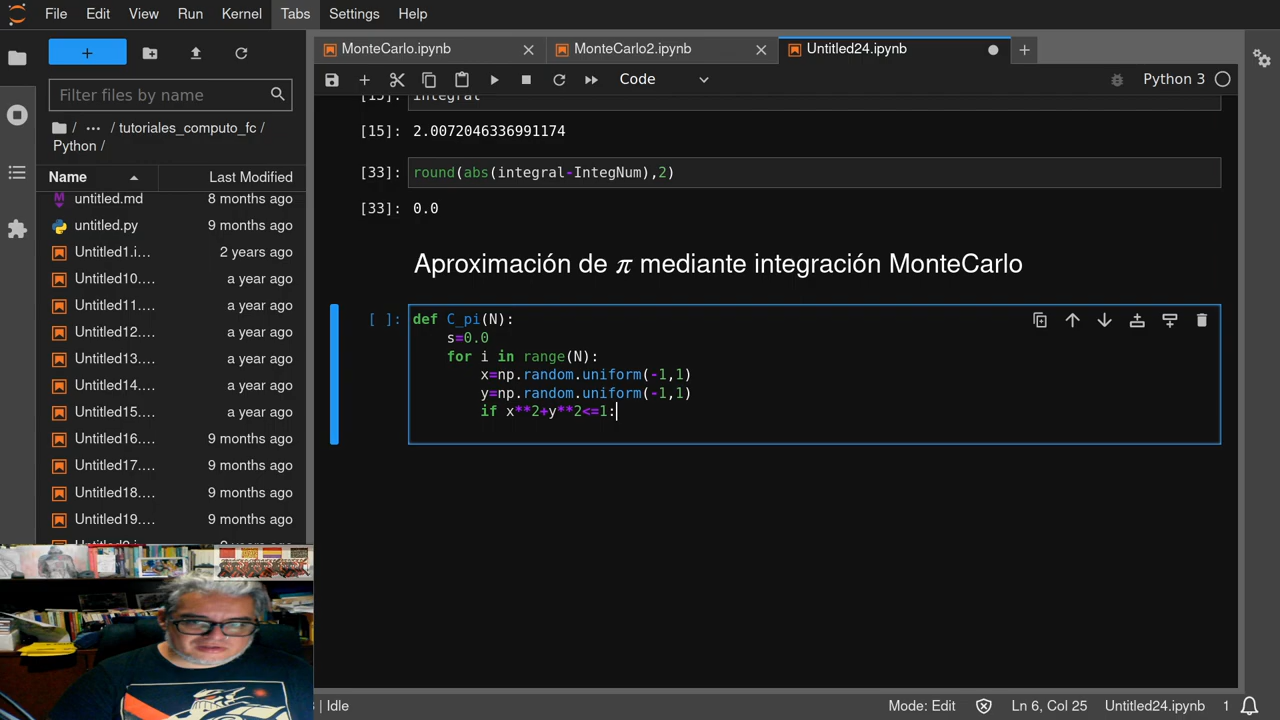 File Edit View Run Kernel Tabs Settings Help
MonteCarlo.ipynb
MonteCarlo2.ipynb
Untitled24.ipynb
Code
Python 3
Filter files by name
/ ... / tutoriales_computo_fc /
Python /
Name Last Modified
untitled.md 8 months ago
untitled.py 9 months ago
Untitled1.i… 2 years ago
Untitled10.… a year ago
Untitled11.… a year ago
Untitled12.… a year ago
Untitled13.… a year ago
Untitled14.… a year ago
Untitled15.… a year ago
Untitled16.… 9 months ago
Untitled17.… 9 months ago
Untitled18.… 9 months ago
Untitled19.… 9 months ago
[15]: integral
[15]: 2.0072046336991174
[33]: round(abs(integral-IntegNum),2)
[33]: 0.0
Aproximación de π mediante integración MonteCarlo
[ ]: def C_pi(N):
s=0.0
for i in range(N):
x=np.random.uniform(-1,1)
y=np.random.uniform(-1,1)
if x**2+y**2<=1:
| Idle
Mode: Edit
Ln 6, Col 25
Untitled24.ipynb
1